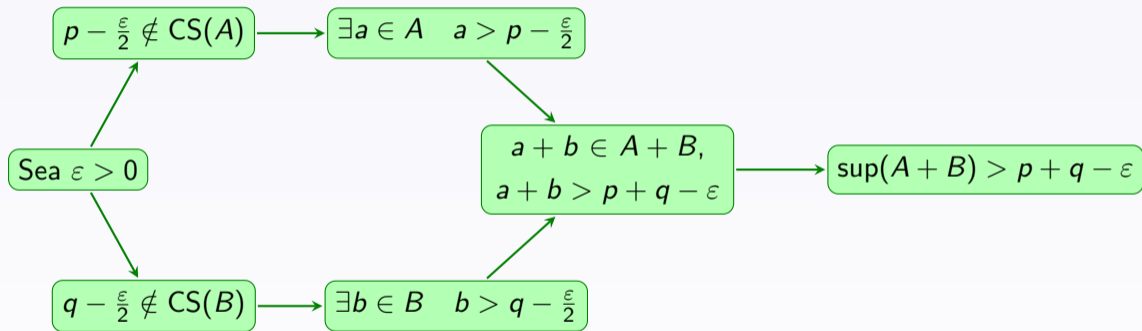 p − ε/2 ∉ CS(A)
∃a ∈ A a > p − ε/2
Sea ε > 0
a + b ∈ A + B,
a + b > p + q − ε
sup(A + B) > p + q − ε
q − ε/2 ∉ CS(B)
∃b ∈ B b > q − ε/2